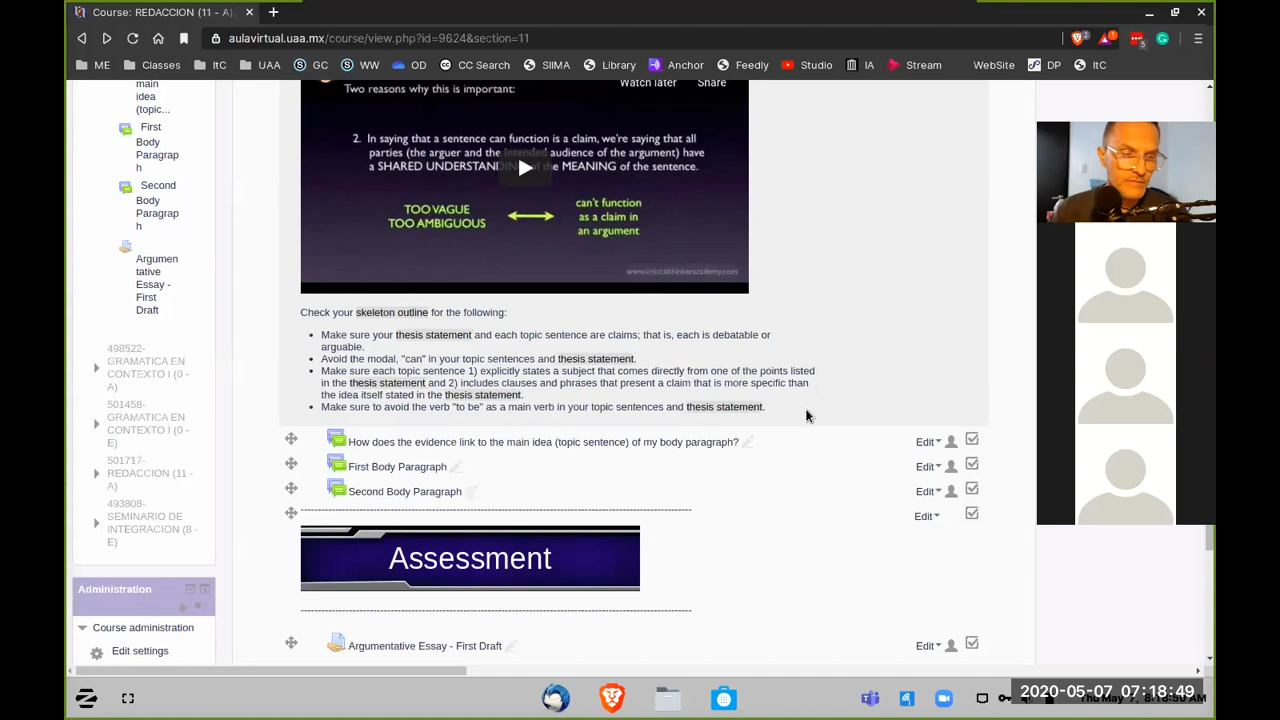 Course: REDACCION (11 - A),
aulavirtual.uaa.mx/course/view.php?id=9624&section=11
2
1
5
ME Classes ItC UAA GC WW OD CC Search SIIMA Library Anchor Feedly Studio IA Stream WebSite DP ItC
main
idea
(topic...
First
Body
Paragrap
h
Second
Body
Paragrap
h
Argumen
tative
Essay -
First
Draft
498522-
GRAMATICA EN
CONTEXTO I (0 -
A)
501458-
GRAMATICA EN
CONTEXTO I (0 -
E)
501717-
REDACCION (11 -
A)
493808-
SEMINARIO DE
INTEGRACION (8 -
E)
Administration
Course administration
Edit settings
Two reasons why this is important:
Watch later Share
2. In saying that a sentence can function is a claim, we're saying that all
parties (the arguer and the intended audience of the argument) have
a SHARED UNDERSTANDING of the MEANING of the sentence.
TOO VAGUE
TOO AMBIGUOUS
can't function
as a claim in
an argument
www.criticalthinkeracademy.com
Check your skeleton outline for the following:
• Make sure your thesis statement and each topic sentence are claims; that is, each is debatable or
arguable.
• Avoid the modal, "can" in your topic sentences and thesis statement.
• Make sure each topic sentence 1) explicitly states a subject that comes directly from one of the points listed
in the thesis statement and 2) includes clauses and phrases that present a claim that is more specific than
the idea itself stated in the thesis statement.
• Make sure to avoid the verb "to be" as a main verb in your topic sentences and thesis statement.
How does the evidence link to the main idea (topic sentence) of my body paragraph? Edit
First Body Paragraph Edit
Second Body Paragraph Edit
Edit
Assessment
Argumentative Essay - First Draft Edit
2020-05-07 07:18:49